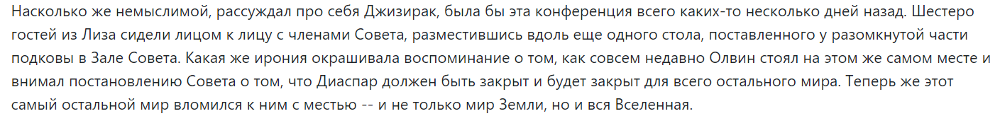 Насколько же немыслимой, рассуждал про себя Джизирак, была бы эта конференция всего каких-то несколько дней назад. Шестеро
гостей из Лиза сидели лицом к лицу с членами Совета, разместившись вдоль еще одного стола, поставленного у разомкнутой части
подковы в Зале Совета. Какая же ирония окрашивала воспоминание о том, как совсем недавно Олвин стоял на этом же самом месте и
внимал постановлению Совета о том, что Диаспар должен быть закрыт и будет закрыт для всего остального мира. Теперь же этот
самый остальной мир вломился к ним с местью -- и не только мир Земли, но и вся Вселенная.